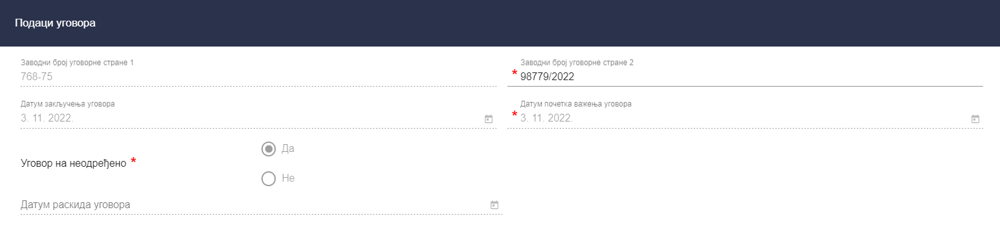 Подаци уговора
Заводни број уговорне стране 1
768-75
Заводни број уговорне стране 2
* 98779/2022
Датум закључења уговора
3. 11. 2022.
Датум почетка важења уговора
* 3. 11. 2022.
Уговор на неодређено *
Да
Не
Датум раскида уговора